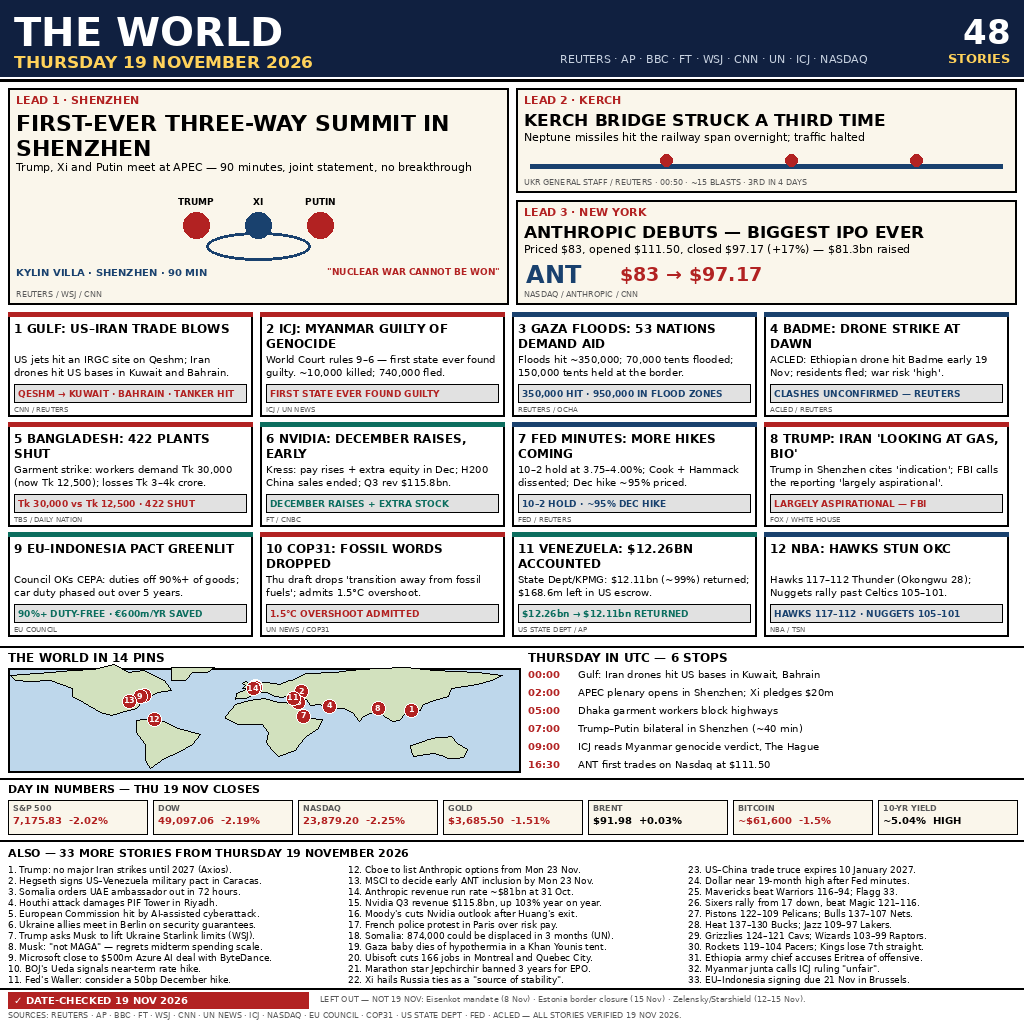 THE WORLD
THURSDAY 19 NOVEMBER 2026
REUTERS · AP · BBC · FT · WSJ · CNN · UN · ICJ · NASDAQ
48
STORIES
LEAD 1 · SHENZHEN
FIRST-EVER THREE-WAY SUMMIT IN
SHENZHEN
Trump, Xi and Putin meet at APEC — 90 minutes, joint statement, no breakthrough
TRUMP XI PUTIN
KYLIN VILLA · SHENZHEN · 90 MIN
"NUCLEAR WAR CANNOT BE WON"
REUTERS / WSJ / CNN
LEAD 2 · KERCH
KERCH BRIDGE STRUCK A THIRD TIME
Neptune missiles hit the railway span overnight; traffic halted
UKR GENERAL STAFF / REUTERS · 00:50 · ~15 BLASTS · 3RD IN 4 DAYS
LEAD 3 · NEW YORK
ANTHROPIC DEBUTS — BIGGEST IPO EVER
Priced $83, opened $111.50, closed $97.17 (+17%) — $81.3bn raised
ANT $83 → $97.17
NASDAQ / ANTHROPIC / CNN
1 GULF: US–IRAN TRADE BLOWS
US jets hit an IRGC site on Qeshm; Iran
drones hit US bases in Kuwait and Bahrain.
QESHM → KUWAIT · BAHRAIN · TANKER HIT
CNN / REUTERS
2 ICJ: MYANMAR GUILTY OF
GENOCIDE
World Court rules 9–6 — first state ever found
guilty. ~10,000 killed; 740,000 fled.
FIRST STATE EVER FOUND GUILTY
ICJ / UN NEWS
3 GAZA FLOODS: 53 NATIONS
DEMAND AID
Floods hit ~350,000; 70,000 tents flooded;
150,000 tents held at the border.
350,000 HIT · 950,000 IN FLOOD ZONES
REUTERS / OCHA
4 BADME: DRONE STRIKE AT
DAWN
ACLED: Ethiopian drone hit Badme early 19
Nov; residents fled; war risk 'high'.
CLASHES UNCONFIRMED — REUTERS
ACLED / REUTERS
5 BANGLADESH: 422 PLANTS
SHUT
Garment strike: workers demand Tk 30,000
(now Tk 12,500); losses Tk 3–4k crore.
Tk 30,000 vs Tk 12,500 · 422 SHUT
TBS / DAILY NATION
6 NVIDIA: DECEMBER RAISES,
EARLY
Kress: pay rises + extra equity in Dec; H200
China sales ended; Q3 rev $115.8bn.
DECEMBER RAISES + EXTRA STOCK
FT / CNBC
7 FED MINUTES: MORE HIKES
COMING
10–2 hold at 3.75–4.00%; Cook + Hammack
dissented; Dec hike ~95% priced.
10–2 HOLD · ~95% DEC HIKE
FED / REUTERS
8 TRUMP: IRAN 'LOOKING AT GAS,
BIO'
Trump in Shenzhen cites 'indication'; FBI calls
the reporting 'largely aspirational'.
LARGELY ASPIRATIONAL — FBI
FOX / WHITE HOUSE
9 EU–INDONESIA PACT GREENLIT
Council OKs CEPA: duties off 90%+ of goods;
car duty phased out over 5 years.
90%+ DUTY-FREE · €600m/YR SAVED
EU COUNCIL
10 COP31: FOSSIL WORDS
DROPPED
Thu draft drops 'transition away from fossil
fuels'; admits 1.5°C overshoot.
1.5°C OVERSHOOT ADMITTED
UN NEWS / COP31
11 VENEZUELA: $12.26BN
ACCOUNTED
State Dept/KPMG: $12.11bn (~99%) returned;
$168.6m left in US escrow.
$12.26bn → $12.11bn RETURNED
US STATE DEPT / AP
12 NBA: HAWKS STUN OKC
Hawks 117–112 Thunder (Okongwu 28);
Nuggets rally past Celtics 105–101.
HAWKS 117–112 · NUGGETS 105–101
NBA / TSN
THE WORLD IN 14 PINS
13 9 14 2 11 4 7 8 1 12
THURSDAY IN UTC — 6 STOPS
00:00 Gulf: Iran drones hit US bases in Kuwait, Bahrain
02:00 APEC plenary opens in Shenzhen; Xi pledges $20m
05:00 Dhaka garment workers block highways
07:00 Trump–Putin bilateral in Shenzhen (~40 min)
09:00 ICJ reads Myanmar genocide verdict, The Hague
16:30 ANT first trades on Nasdaq at $111.50
DAY IN NUMBERS — THU 19 NOV CLOSES
S&P 500
7,175.83 -2.02%
DOW
49,097.06 -2.19%
NASDAQ
23,879.20 -2.25%
GOLD
$3,685.50 -1.51%
BRENT
$91.98 +0.03%
BITCOIN
~$61,600 -1.5%
10-YR YIELD
~5.04% HIGH
ALSO — 33 MORE STORIES FROM THURSDAY 19 NOVEMBER 2026
1. Trump: no major Iran strikes until 2027 (Axios).
2. Hegseth signs US–Venezuela military pact in Caracas.
3. Somalia orders UAE ambassador out in 72 hours.
4. Houthi attack damages PIF Tower in Riyadh.
5. European Commission hit by AI-assisted cyberattack.
6. Ukraine allies meet in Berlin on security guarantees.
7. Trump asks Musk to lift Ukraine Starlink limits (WSJ).
8. Musk: "not MAGA" — regrets midterm spending scale.
9. Microsoft close to $500m Azure AI deal with ByteDance.
10. BOJ's Ueda signals near-term rate hike.
11. Fed's Waller: consider a 50bp December hike.
12. Cboe to list Anthropic options from Mon 23 Nov.
13. MSCI to decide early ANT inclusion by Mon 23 Nov.
14. Anthropic revenue run rate ~$81bn at 31 Oct.
15. Nvidia Q3 revenue $115.8bn, up 103% year on year.
16. Moody's cuts Nvidia outlook after Huang's exit.
17. French police protest in Paris over risk pay.
18. Somalia: 874,000 could be displaced in 3 months (UN).
19. Gaza baby dies of hypothermia in a Khan Younis tent.
20. Ubisoft cuts 166 jobs in Montreal and Quebec City.
21. Marathon star Jepchirchir banned 3 years for EPO.
22. Xi hails Russia ties as a "source of stability".
23. US–China trade truce expires 10 January 2027.
24. Dollar near 19-month high after Fed minutes.
25. Mavericks beat Warriors 116–94; Flagg 33.
26. Sixers rally from 17 down, beat Magic 121–116.
27. Pistons 122–109 Pelicans; Bulls 137–107 Nets.
28. Heat 137–130 Bucks; Jazz 109–97 Lakers.
29. Grizzlies 124–121 Cavs; Wizards 103–99 Raptors.
30. Rockets 119–104 Pacers; Kings lose 7th straight.
31. Ethiopia army chief accuses Eritrea of offensive.
32. Myanmar junta calls ICJ ruling "unfair".
33. EU–Indonesia signing due 21 Nov in Brussels.
✓ DATE-CHECKED 19 NOV 2026
LEFT OUT — NOT 19 NOV: Eisenkot mandate (8 Nov) · Estonia border closure (15 Nov) · Zelensky/Starshield (12–15 Nov).
SOURCES: REUTERS · AP · BBC · FT · WSJ · CNN · UN NEWS · ICJ · NASDAQ · EU COUNCIL · COP31 · US STATE DEPT · FED · ACLED — ALL STORIES VERIFIED 19 NOV 2026.